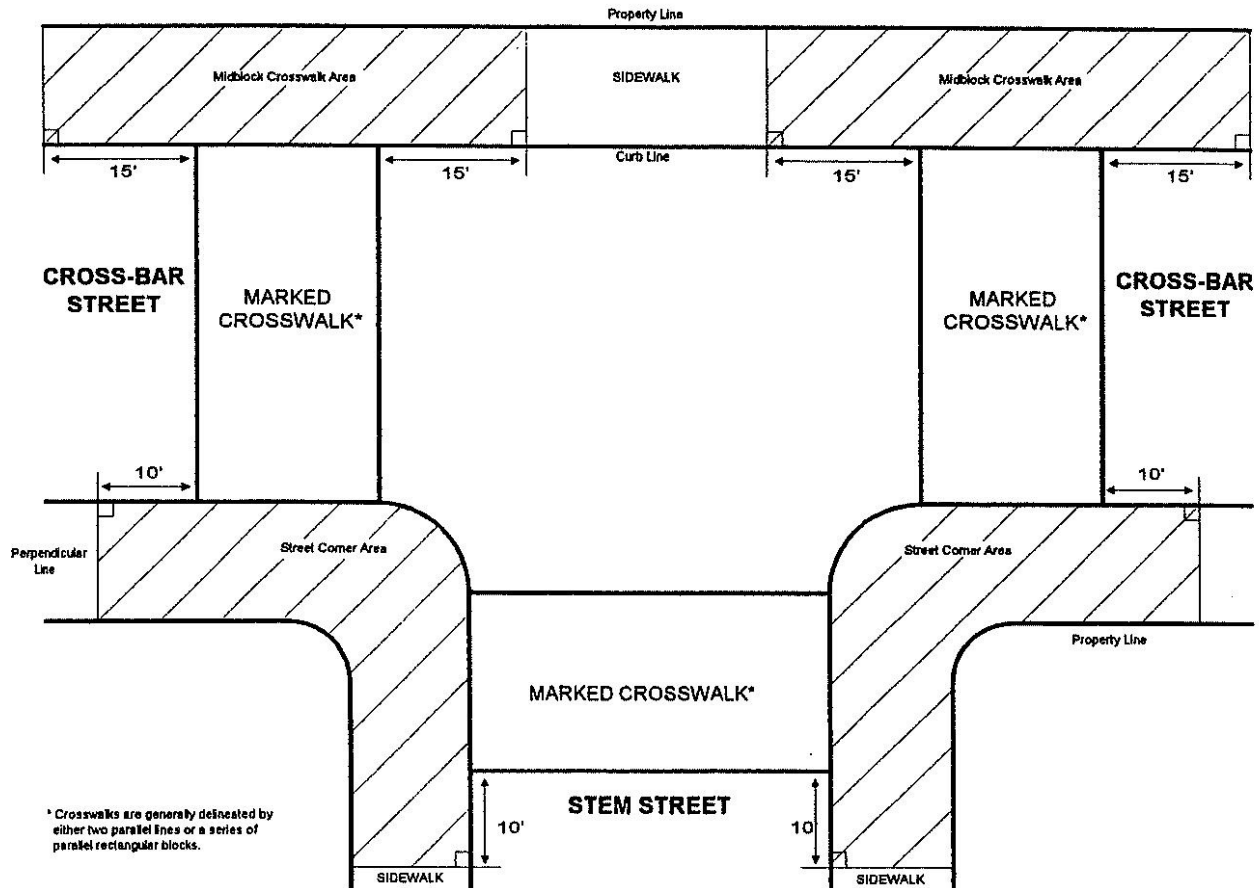 Property Line
Midblock Crosswalk Area
SIDEWALK
Midblock Crosswalk Area
15'
15'
Curb Line
15'
15'
CROSS-BAR
STREET
MARKED
CROSSWALK*
MARKED
CROSSWALK*
CROSS-BAR
STREET
10'
10'
Perpendicular
Line
Street Corner Area
Street Corner Area
Property Line
MARKED CROSSWALK*
STEM STREET
10'
10
* Crosswalks are generally delineated by
either two parallel lines or a series of
parallel rectangular blocks.
SIDEWALK
SIDEWALK